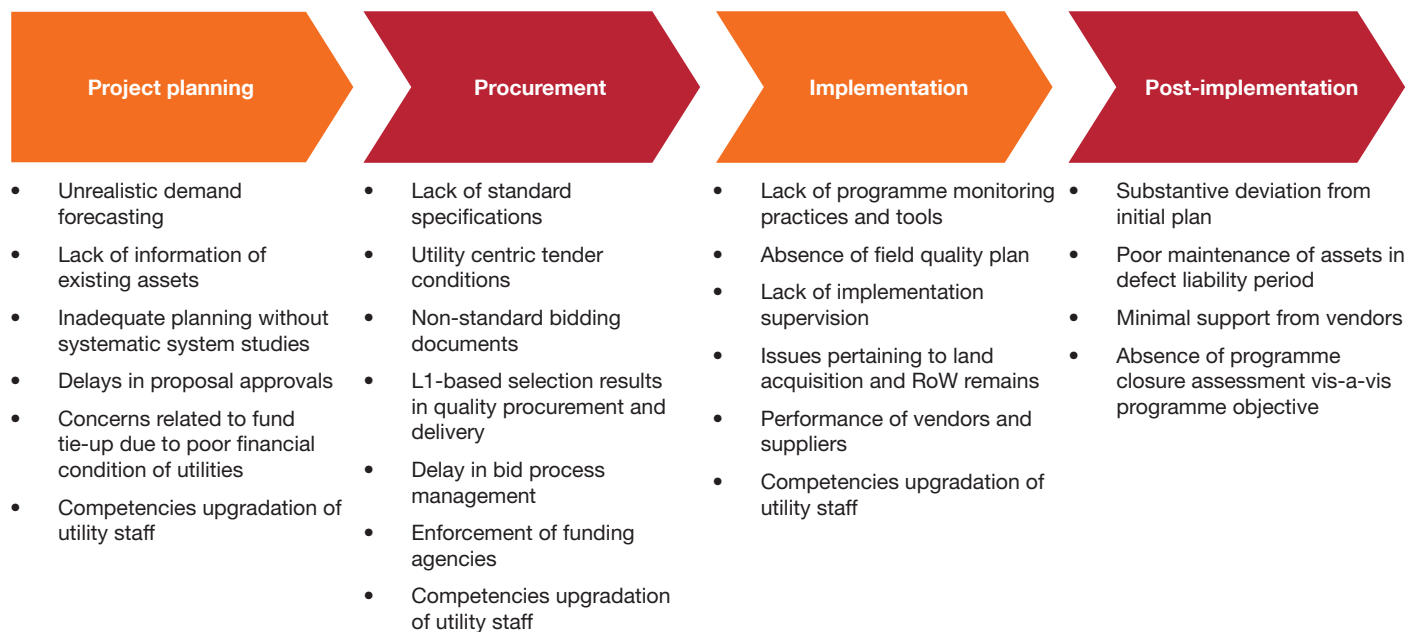 Project planning
Procurement
Implementation
Post-implementation
• Unrealistic demand
forecasting
• Lack of information of
existing assets
• Inadequate planning without
systematic system studies
• Delays in proposal approvals
• Concerns related to fund
tie-up due to poor financial
condition of utilities
• Competencies upgradation of
utility staff
• Lack of standard
specifications
• Utility centric tender
conditions
• Non-standard bidding
documents
• L1-based selection results
in quality procurement and
delivery
• Delay in bid process
management
• Enforcement of funding
agencies
• Competencies upgradation
of utility staff
• Lack of programme monitoring
practices and tools
• Absence of field quality plan
• Lack of implementation
supervision
• Issues pertaining to land
acquisition and RoW remains
• Performance of vendors and
suppliers
• Competencies upgradation of
utility staff
• Substantive deviation from
initial plan
• Poor maintenance of assets in
defect liability period
• Minimal support from vendors
• Absence of programme
closure assessment vis-a-vis
programme objective